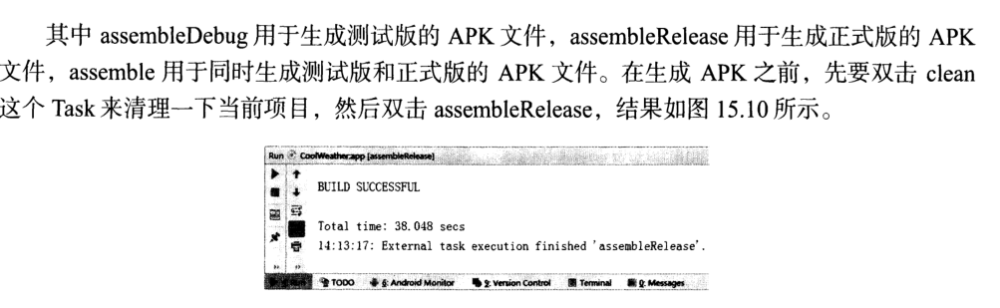 其中 assembleDebug 用于生成测试版的 APK 文件，assembleRelease 用于生成正式版的 APK
文件，assemble 用于同时生成测试版和正式版的 APK 文件。在生成 APK 之前，先要双击 clean
这个 Task 来清理一下当前项目，然后双击 assembleRelease，结果如图 15.10 所示。
Run CoolWeather:app [assembleRelease]
BUILD SUCCESSFUL
Total time: 38.048 secs
14:13:17: External task execution finished 'assembleRelease'.
TODO 6: Android Monitor 9: Version Control Terminal 0: Messages